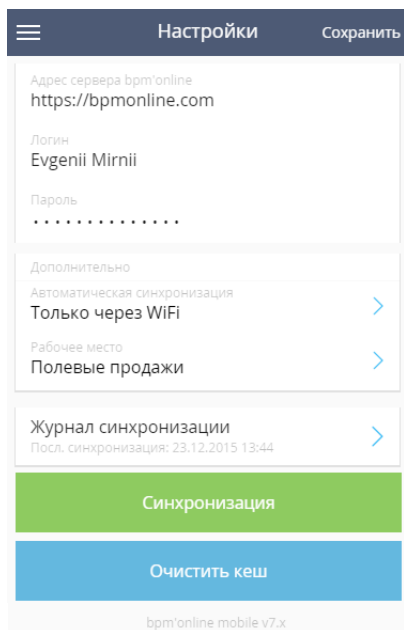 Настройки
Сохранить
Адрес сервера bpm'online
https://bpmonline.com
Логин
Evgenii Mirnii
Пароль
••••••••••••••
Дополнительно
Автоматическая синхронизация
Только через WiFi
Рабочее место
Полевые продажи
Журнал синхронизации
Посл. синхронизация: 23.12.2015 13:44
Синхронизация
Очистить кеш
bpm'online mobile v7.x